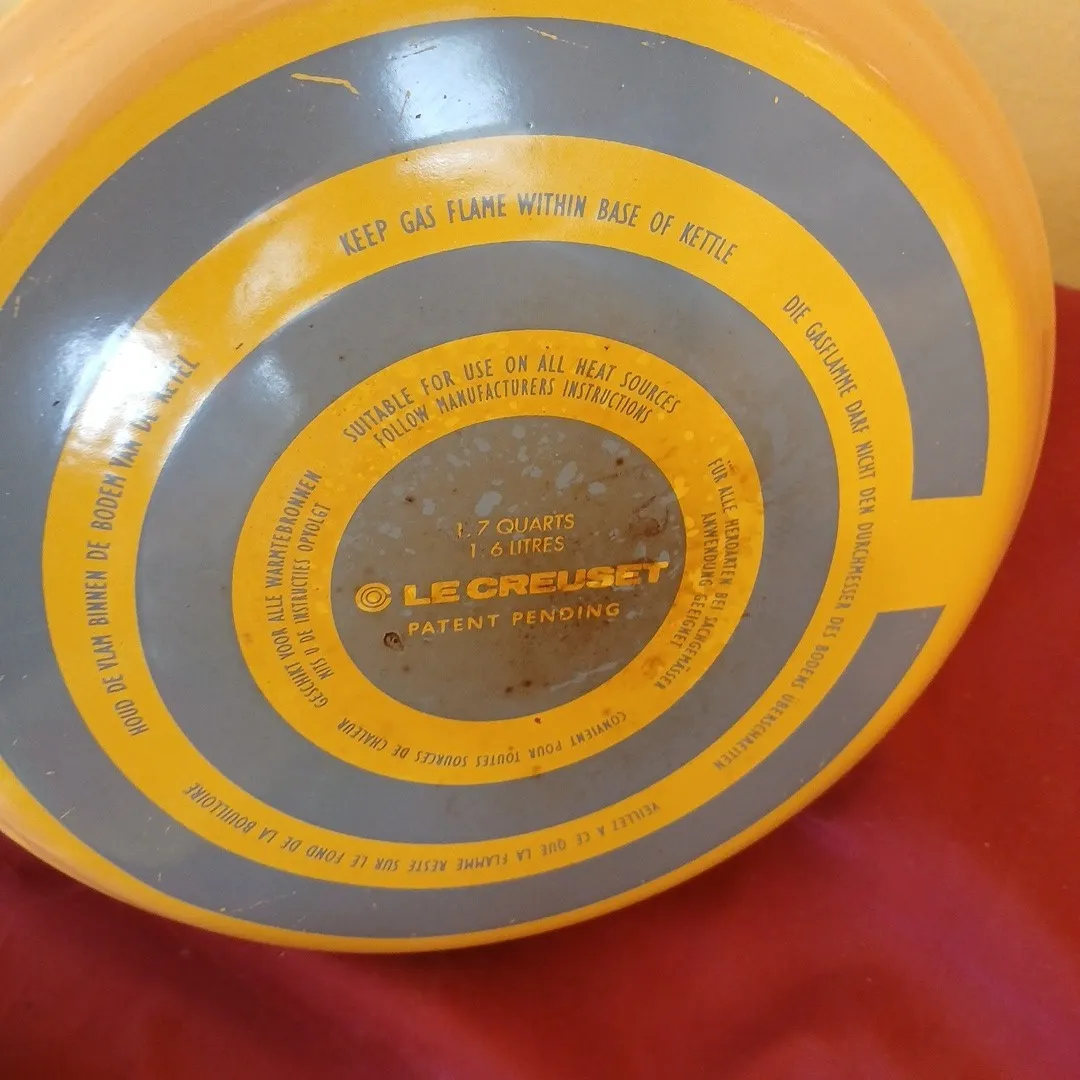 KEEP GAS FLAME WITHIN BASE OF KETTLE
DIE GASFLAMME DARF NICHT DEN DURCHMESSER DES BODENS ÜBERSCHREITEN
VEILLEZ A CE QUE LA FLAMME RESTE SUR LE FOND DE LA BOUILLOIRE
HOUD DE VLAM BINNEN DE BODEM VAN DE KETEL
SUITABLE FOR USE ON ALL HEAT SOURCES
FOLLOW MANUFACTURERS INSTRUCTIONS
FÜR ALLE HERDARTEN BEI SACHGEMÄSSER
ANWENDUNG GEEIGNET
CONVIENT POUR TOUTES SOURCES DE CHALEUR
GESCHIKT VOOR ALLE WARMTEBRONNEN
MITS U DE INSTRUCTIES OPVOLGT
1.7 QUARTS
1.6 LITRES
LE CREUSET
PATENT PENDING